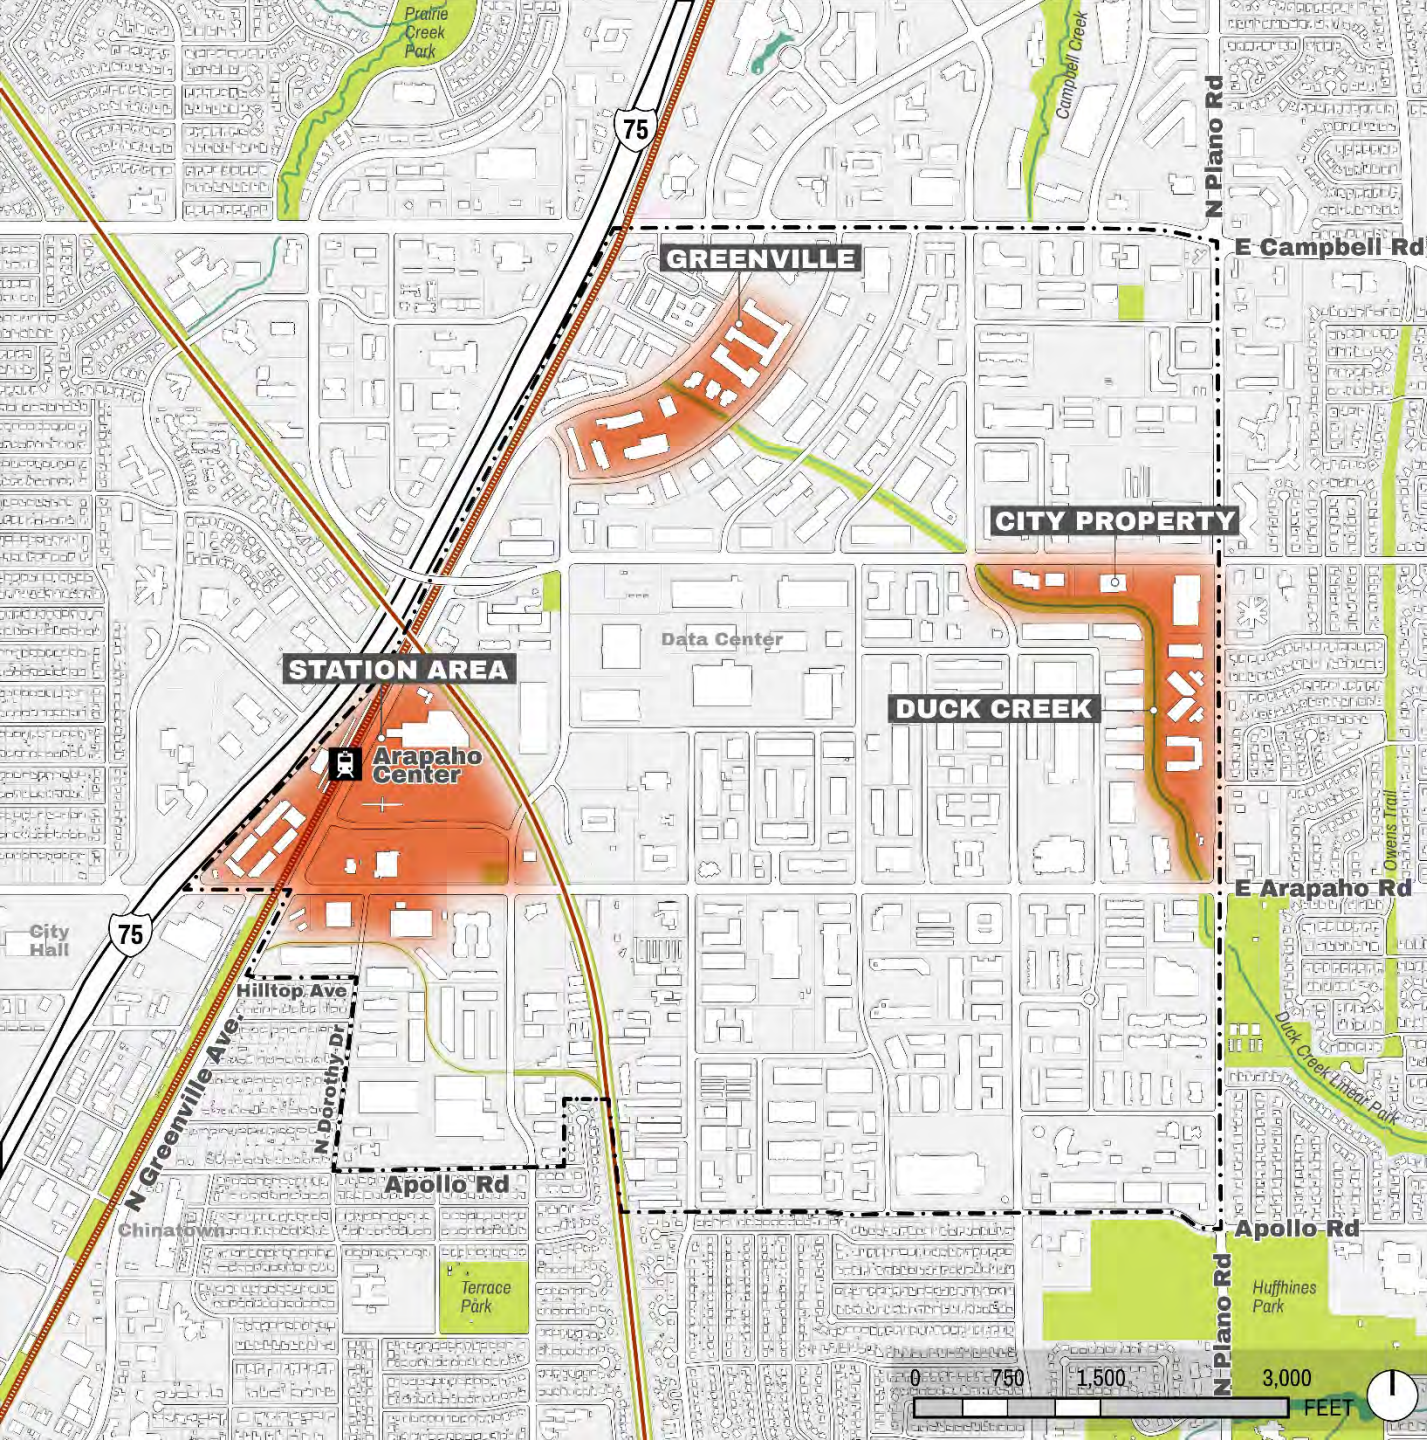 Prairie
Creek
Park
Campbell Creek
75
N Plano Rd
E Campbell Rd
GREENVILLE
CITY PROPERTY
Data Center
STATION AREA
DUCK CREEK
Arapaho
Center
Owens Trail
E Arapaho Rd
City
Hall
75
Hilltop Ave
N Greenville Ave.
N Dorothy Dr
Duck Creek Linear Park
Apollo Rd
Chinatown
Apollo Rd
Terrace
Park
Huffhines
Park
N Plano Rd
0 750 1,500 3,000
FEET